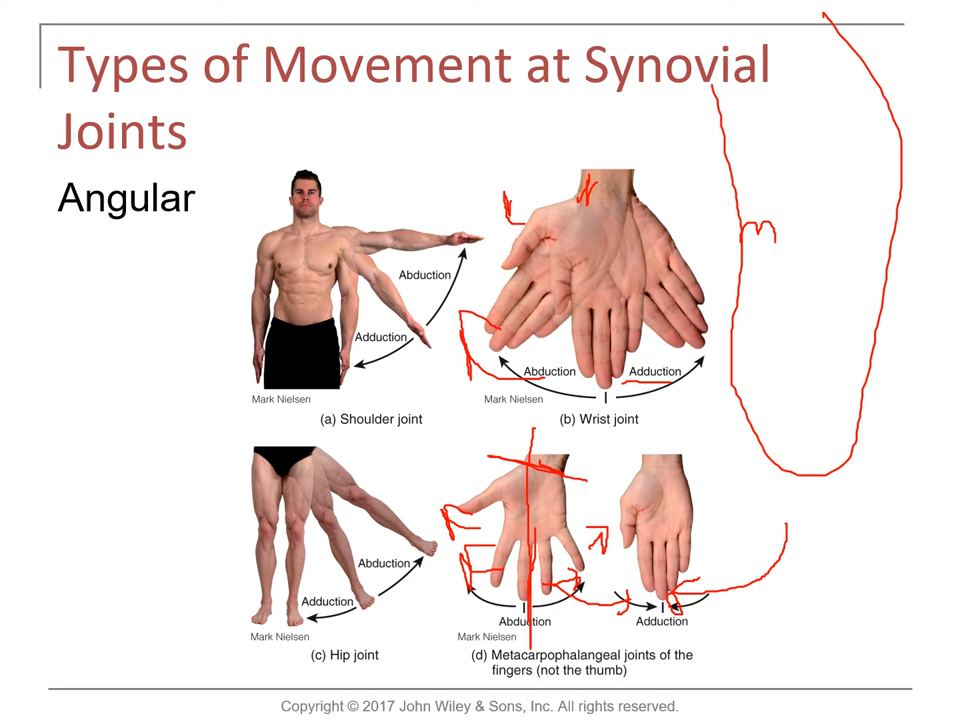 Types of Movement at Synovial
Joints
Angular
Abduction
Adduction
Mark Nielsen
(a) Shoulder joint
Abduction
Adduction
Mark Nielsen
(b) Wrist joint
Abduction
Adduction
Mark Nielsen
(c) Hip joint
Abduction
Mark Nielsen
Adduction
(d) Metacarpophalangeal joints of the
fingers (not the thumb)
Copyright © 2017 John Wiley & Sons, Inc. All rights reserved.